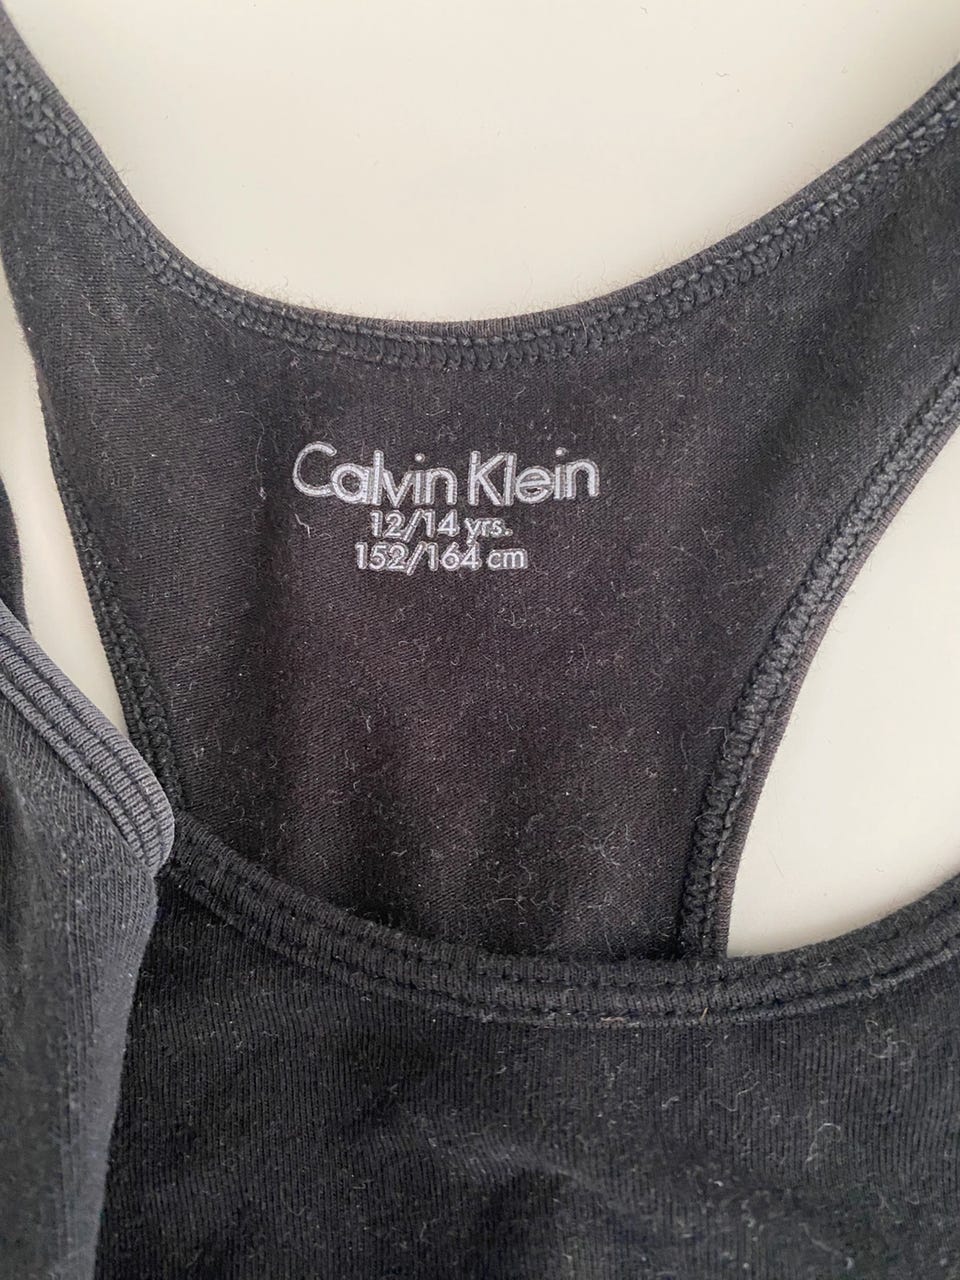 Calvin Klein
12/14 yrs.
152/164 cm